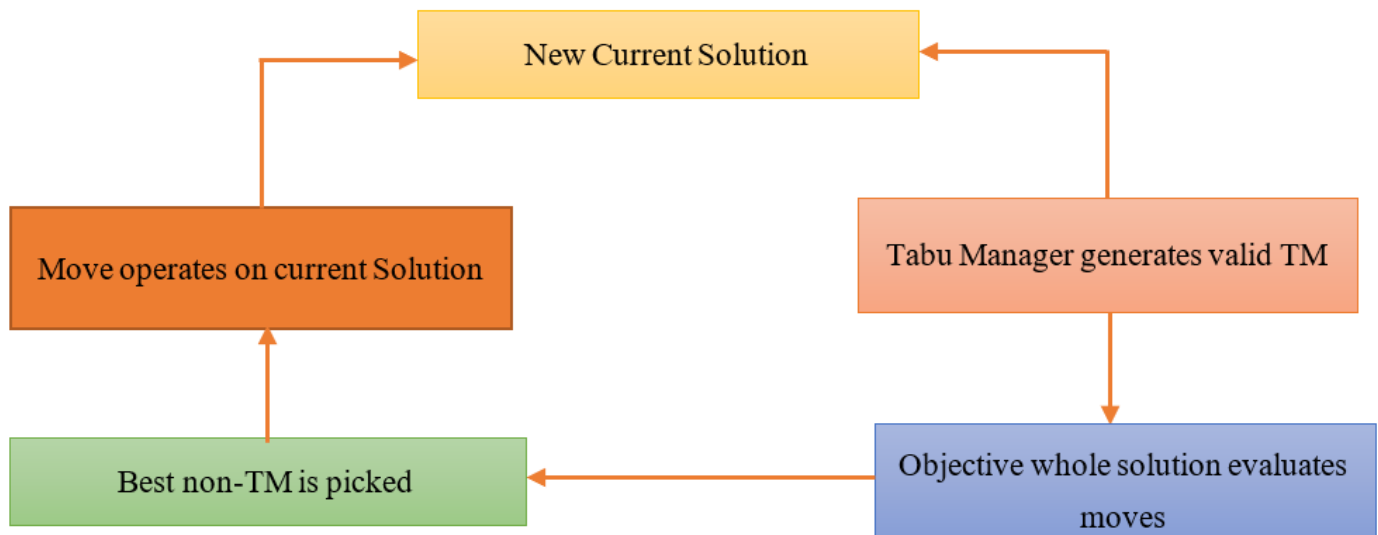 New Current Solution
Move operates on current Solution
Tabu Manager generates valid TM
Best non-TM is picked
Objective whole solution evaluates
moves